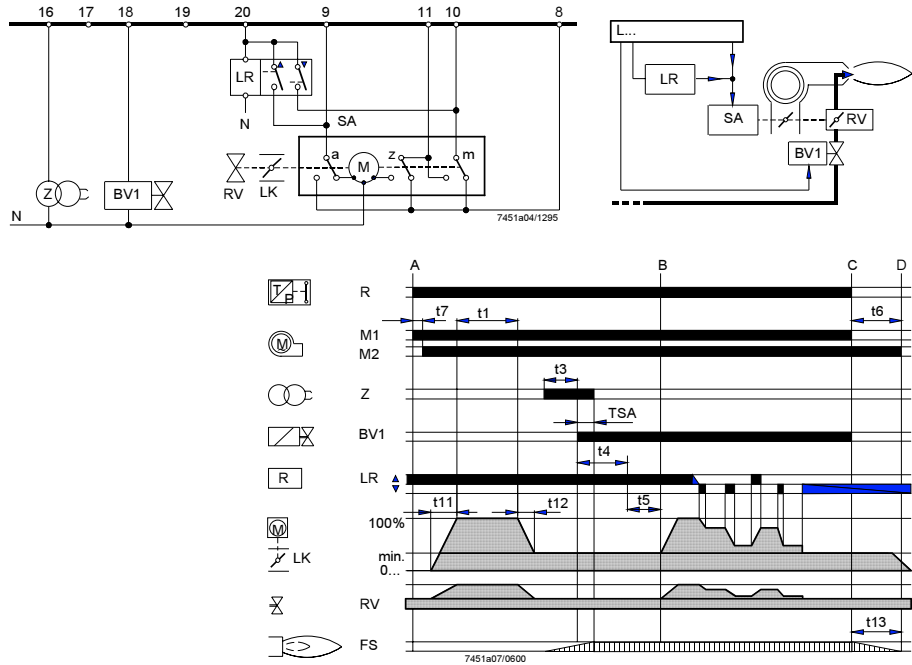 16 17 18 19 20 9 11 10 8
LR
N
SA
a M z m
RV LK
Z BV1
N
7451a04/1295
L...
LR
SA RV
BV1
A B C D
R
t7 t1 t6
M1
M M2
t3
Z
TSA
BV1
t4
R LR
t5
t11 t12
100%
M
min.
LK 0...
RV
t13
FS
7451a07/0600